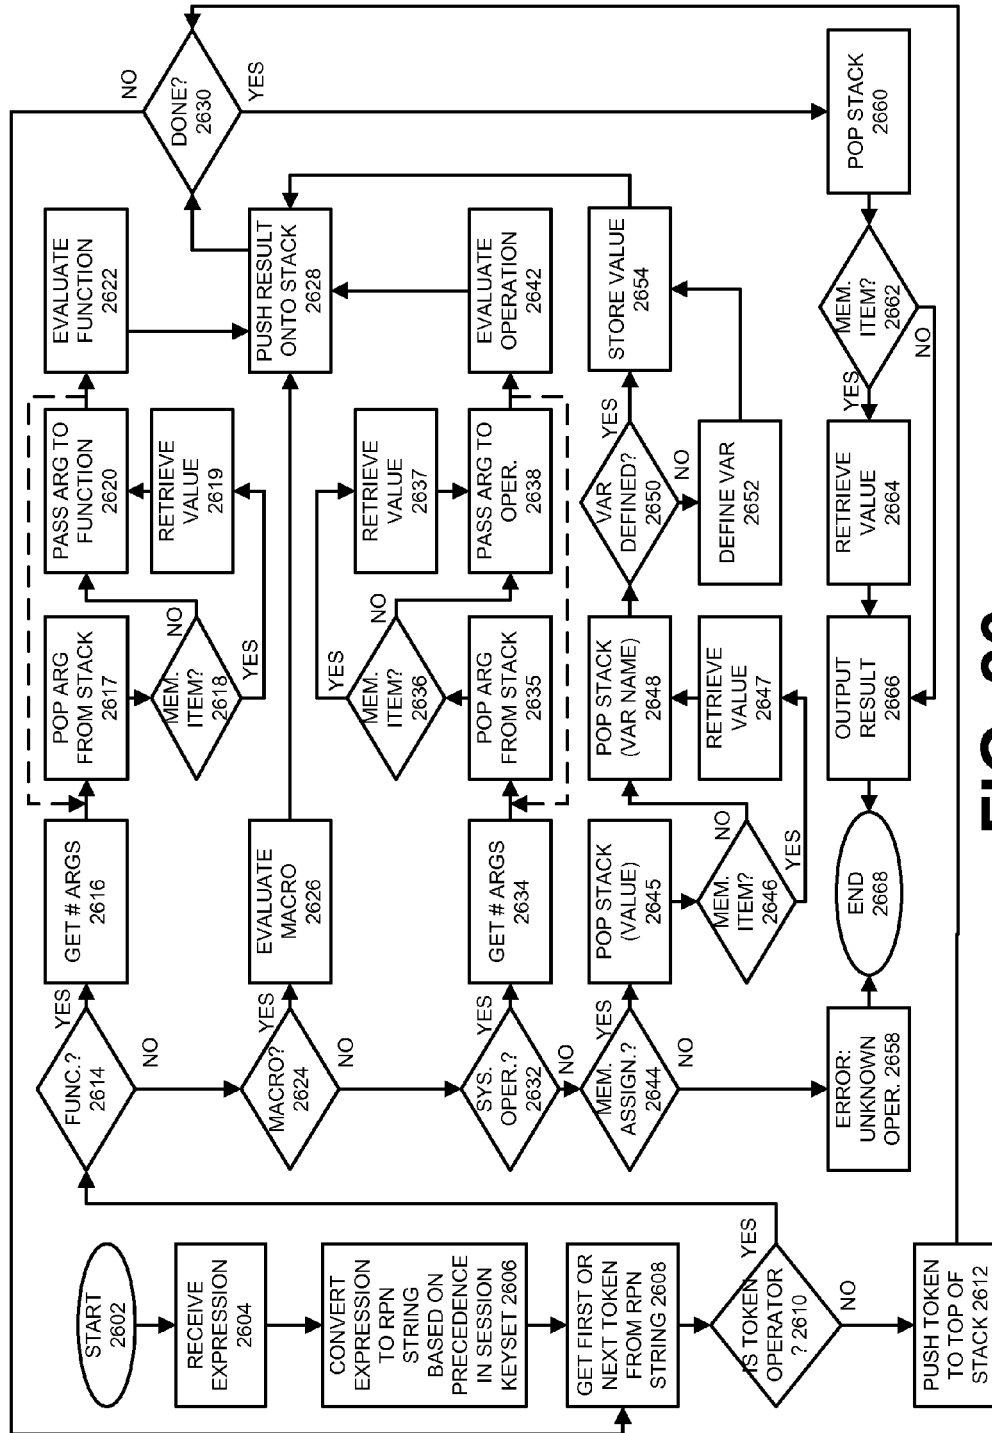 START
2602
RECEIVE
EXPRESSION
2604
CONVERT
EXPRESSION
TO RPN
STRING
BASED ON
PRECEDENCE
IN SESSION
KEYSET 2606
GET FIRST OR
NEXT TOKEN
FROM RPN
STRING 2608
IS TOKEN
OPERATOR
? 2610
YES
NO
PUSH TOKEN
TO TOP OF
STACK 2612
FUNC.?
2614
YES
NO
GET # ARGS
2616
POP ARG
FROM STACK
2617
MEM.
ITEM?
2618
NO
YES
RETRIEVE
VALUE
2619
PASS ARG TO
FUNCTION
2620
EVALUATE
FUNCTION
2622
MACRO?
2624
YES
NO
EVALUATE
MACRO
2626
PUSH RESULT
ONTO STACK
2628
DONE?
2630
NO
YES
SYS.
OPER.?
2632
YES
NO
GET # ARGS
2634
POP ARG
FROM STACK
2635
MEM.
ITEM?
2636
YES
NO
RETRIEVE
VALUE
2637
PASS ARG TO
OPER.
2638
EVALUATE
OPERATION
2642
MEM.
ASSIGN.?
2644
YES
NO
POP STACK
(VALUE)
2645
MEM.
ITEM?
2646
NO
YES
RETRIEVE
VALUE
2647
POP STACK
(VAR NAME)
2648
VAR
DEFINED?
2650
YES
NO
DEFINE VAR
2652
STORE VALUE
2654
ERROR:
UNKNOWN
OPER. 2658
POP STACK
2660
MEM.
ITEM?
2662
YES
NO
RETRIEVE
VALUE
2664
OUTPUT
RESULT
2666
END
2668
FIG.